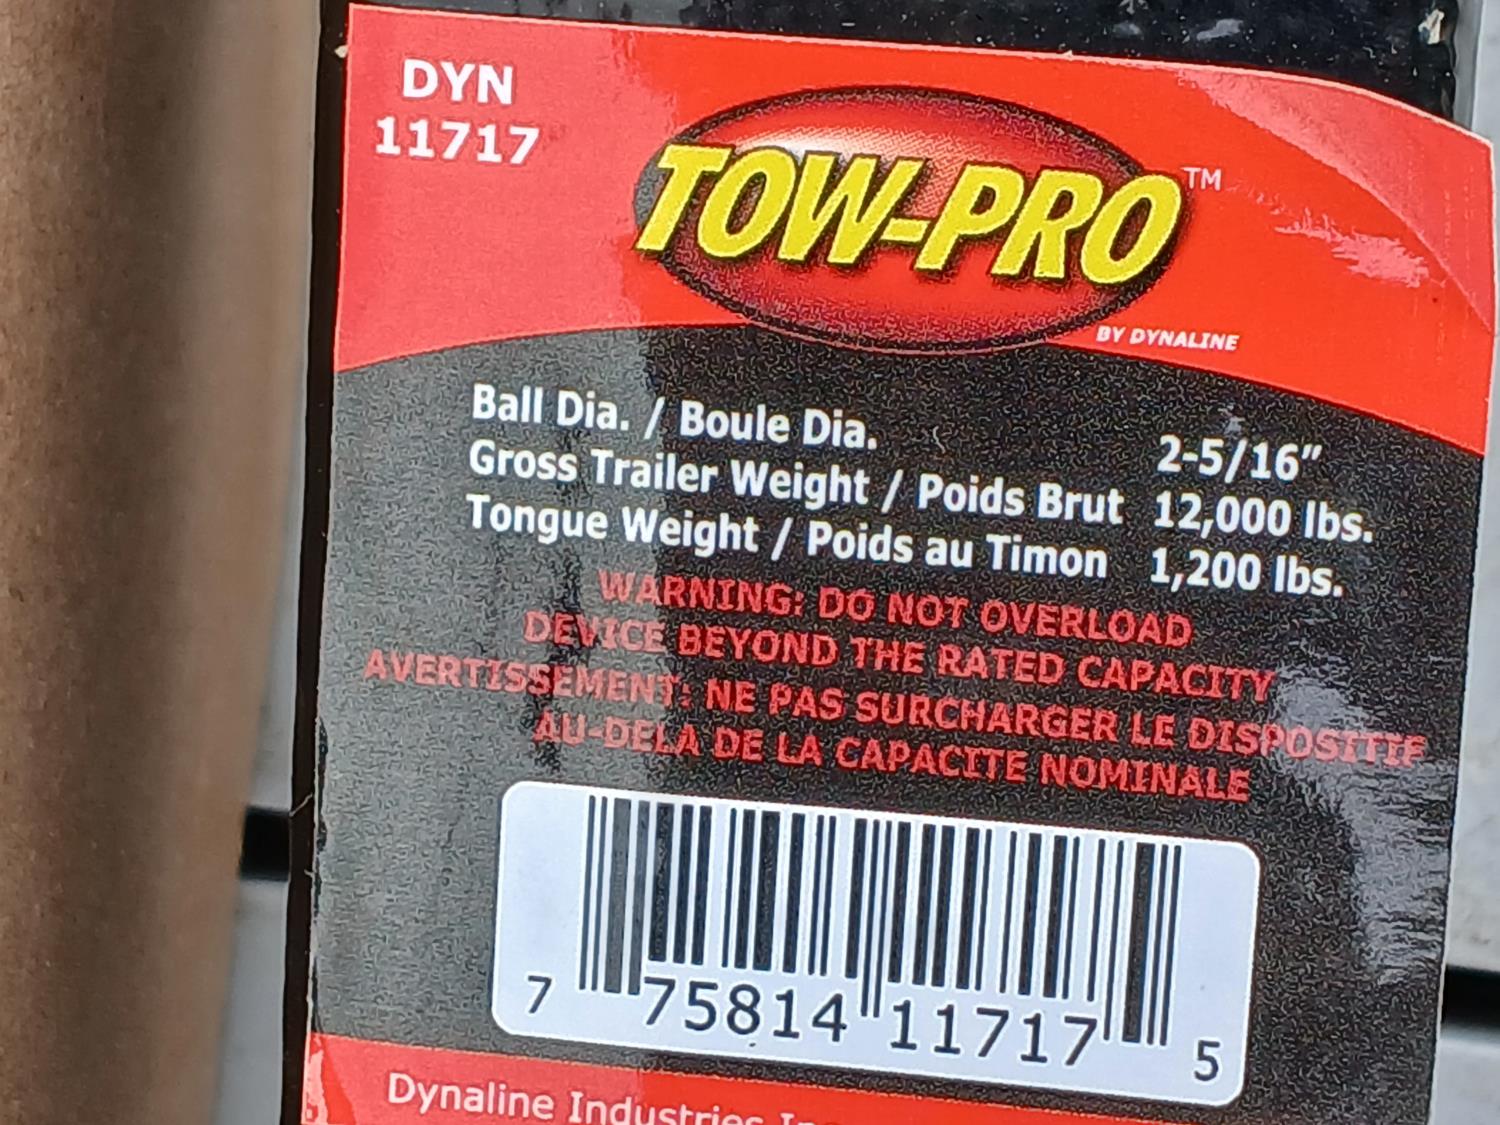 DYN
11717
TOW-PRO™
BY DYNALINE
Ball Dia. / Boule Dia. 2-5/16”
Gross Trailer Weight / Poids Brut 12,000 lbs.
Tongue Weight / Poids au Timon 1,200 lbs.
WARNING: DO NOT OVERLOAD
DEVICE BEYOND THE RATED CAPACITY
AVERTISSEMENT: NE PAS SURCHARGER LE DISPOSITIF
AU-DELA DE LA CAPACITE NOMINALE
7 75814 11717 5
Dynaline Industries